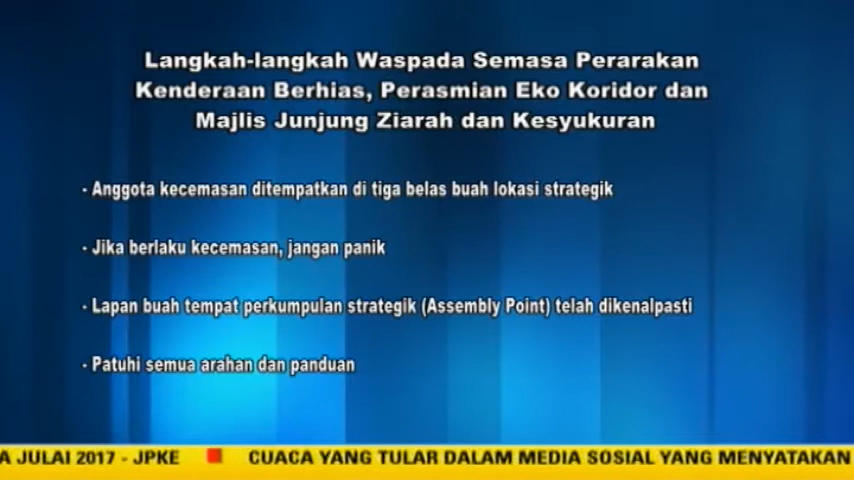 Langkah-langkah Waspada Semasa Perarakan
Kenderaan Berhias, Perasmian Eko Koridor dan
Majlis Junjung Ziarah dan Kesyukuran
- Anggota kecemasan ditempatkan di tiga belas buah lokasi strategik
- Jika berlaku kecemasan, jangan panik
- Lapan buah tempat perkumpulan strategik (Assembly Point) telah dikenalpasti
- Patuhi semua arahan dan panduan
A JULAI 2017 - JPKE CUACA YANG TULAR DALAM MEDIA SOSIAL YANG MENYATAKAN